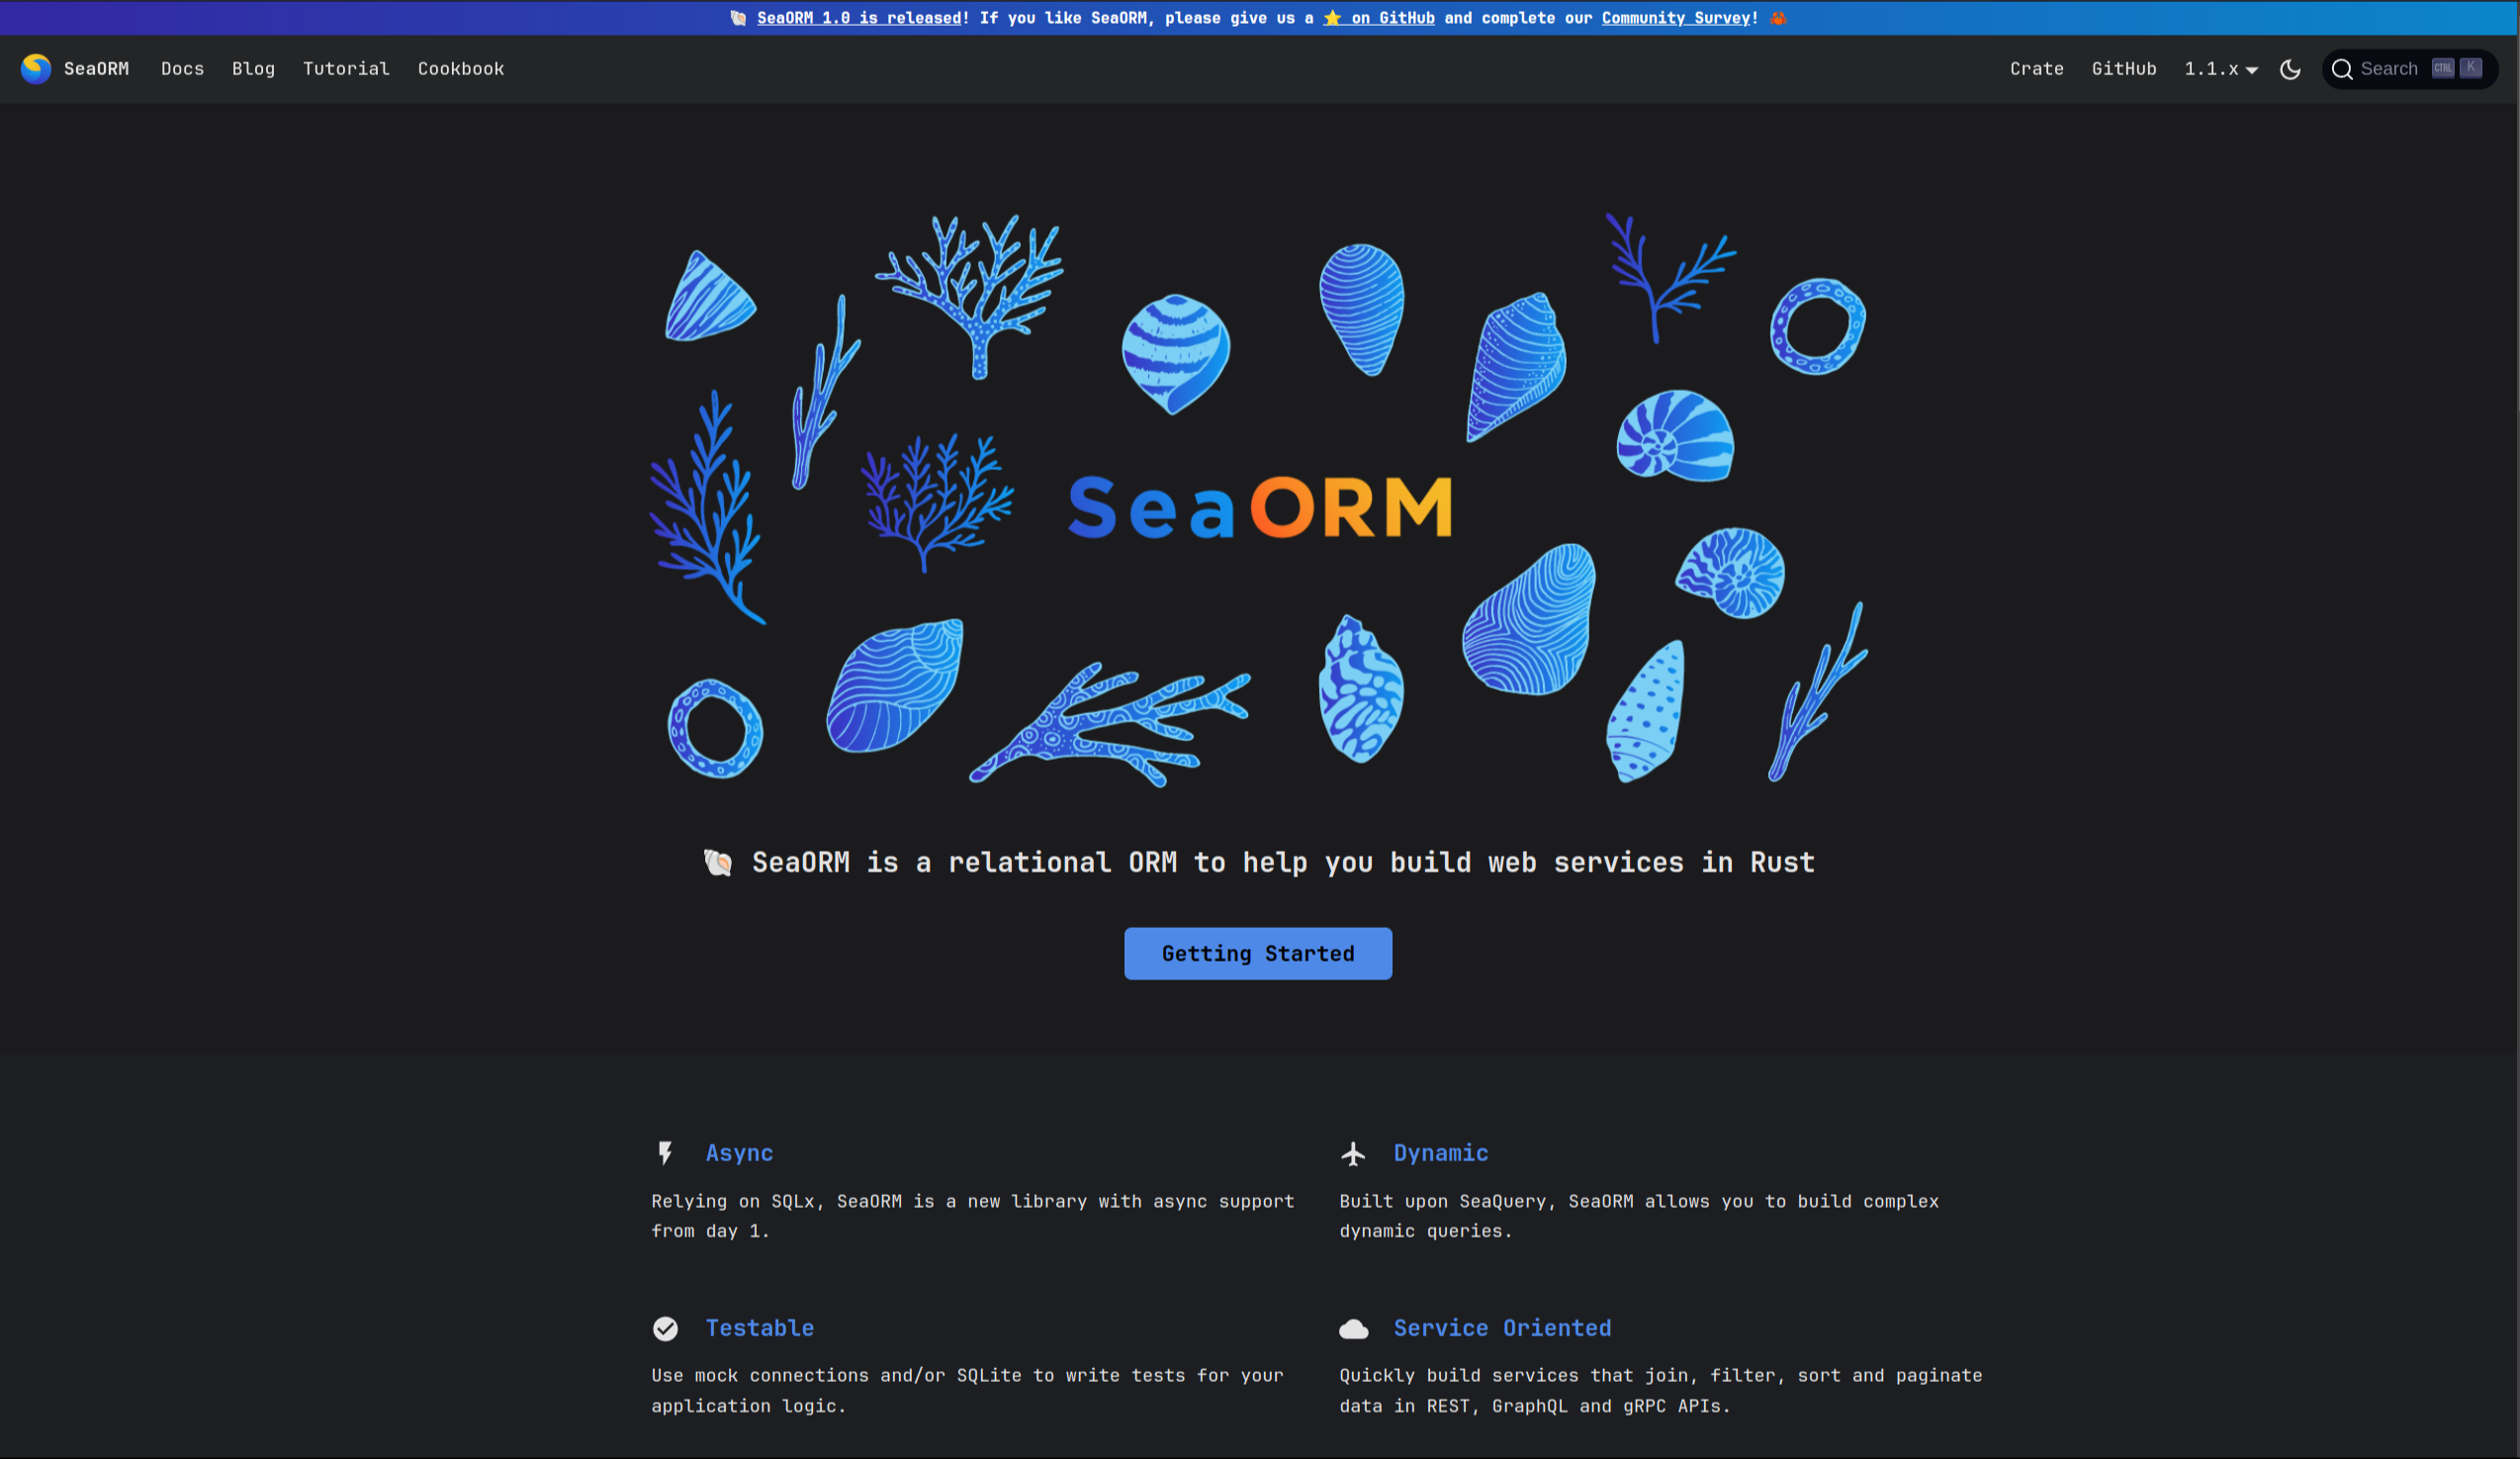 🐚 SeaORM 1.0 is released! If you like SeaORM, please give us a ⭐ on GitHub and complete our Community Survey! 🦀
SeaORM Docs Blog Tutorial Cookbook Crate GitHub 1.1.x Search CTRL K
SeaORM
🐚 SeaORM is a relational ORM to help you build web services in Rust
Getting Started
Async
Relying on SQLx, SeaORM is a new library with async support
from day 1.
Dynamic
Built upon SeaQuery, SeaORM allows you to build complex
dynamic queries.
Testable
Use mock connections and/or SQLite to write tests for your
application logic.
Service Oriented
Quickly build services that join, filter, sort and paginate
data in REST, GraphQL and gRPC APIs.